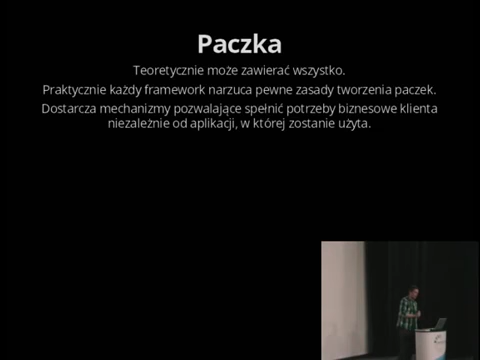 Paczka
Teoretycznie może zawierać wszystko.
Praktycznie każdy framework narzuca pewne zasady tworzenia paczek.
Dostarcza mechanizmy pozwalające spełnić potrzeby biznesowe klienta
niezależnie od aplikacji, w której zostanie użyta.